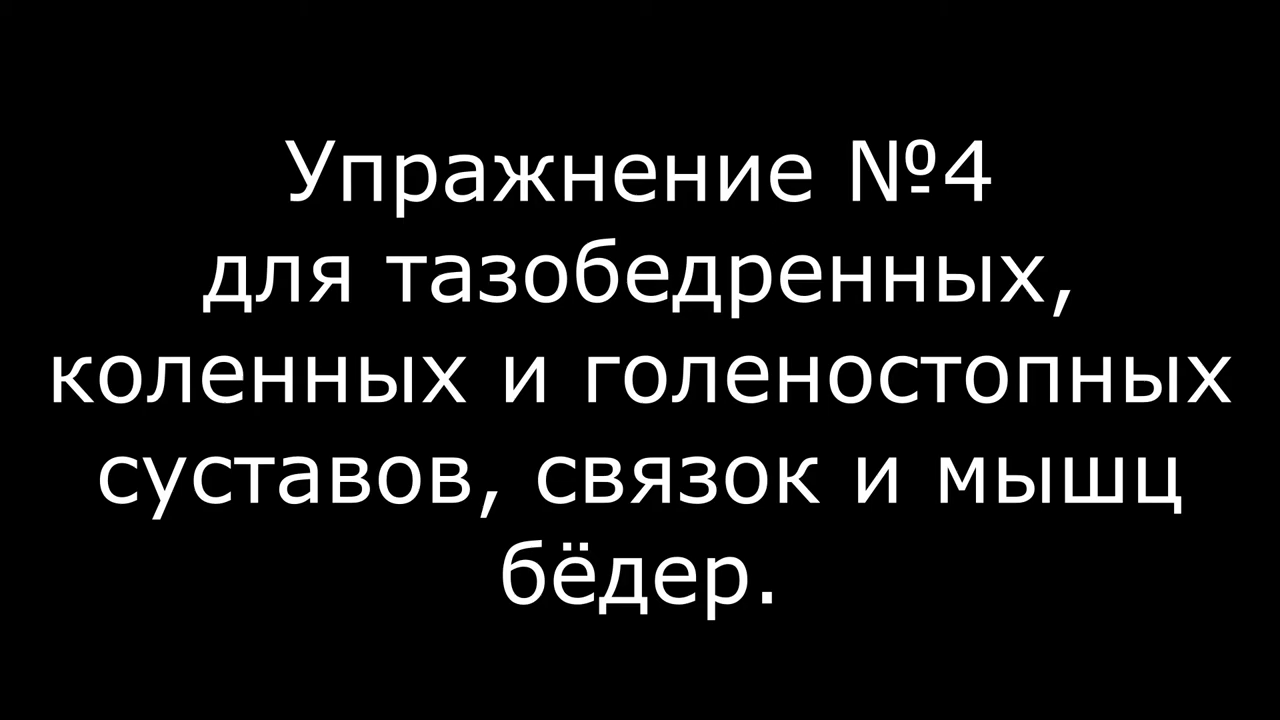 Упражнение №4
для тазобедренных,
коленных и голеностопных
суставов, связок и мышц
бёдер.